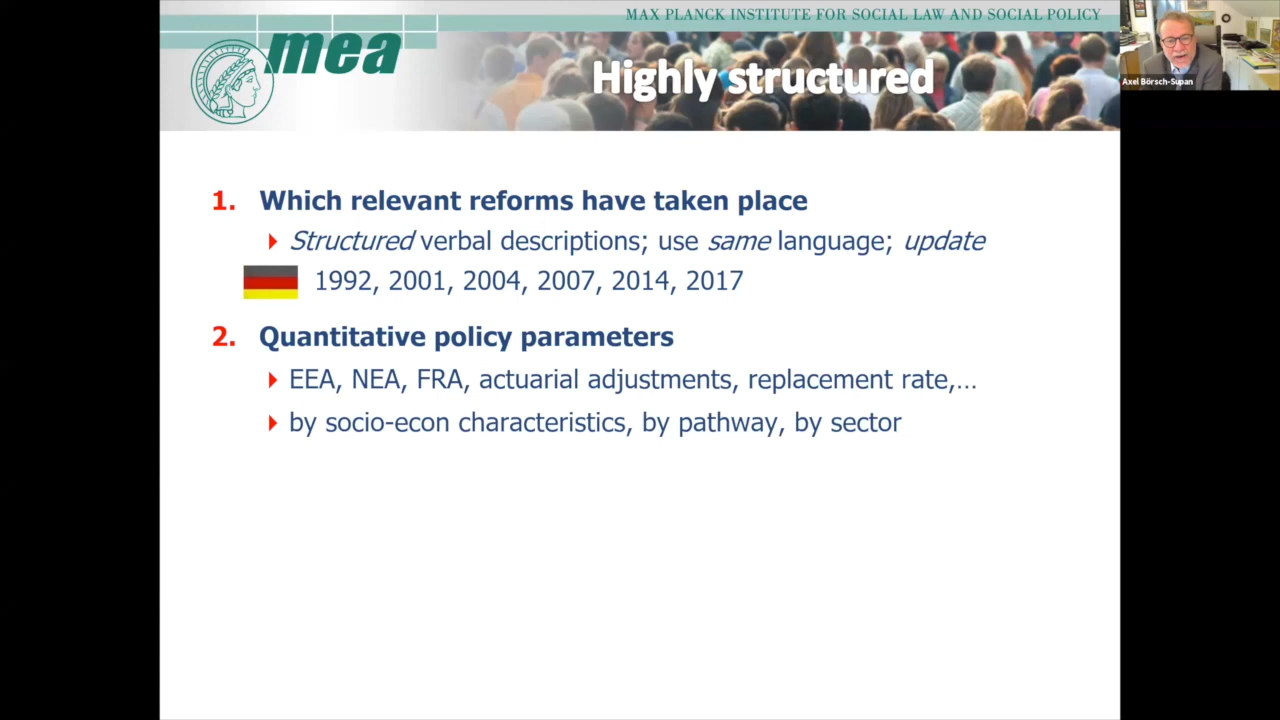 MAX PLANCK INSTITUTE FOR SOCIAL LAW AND SOCIAL POLICY
mea
Highly structured
Axel Börsch-Supan
1. Which relevant reforms have taken place
Structured verbal descriptions; use same language; update
1992, 2001, 2004, 2007, 2014, 2017
2. Quantitative policy parameters
EEA, NEA, FRA, actuarial adjustments, replacement rate,...
by socio-econ characteristics, by pathway, by sector